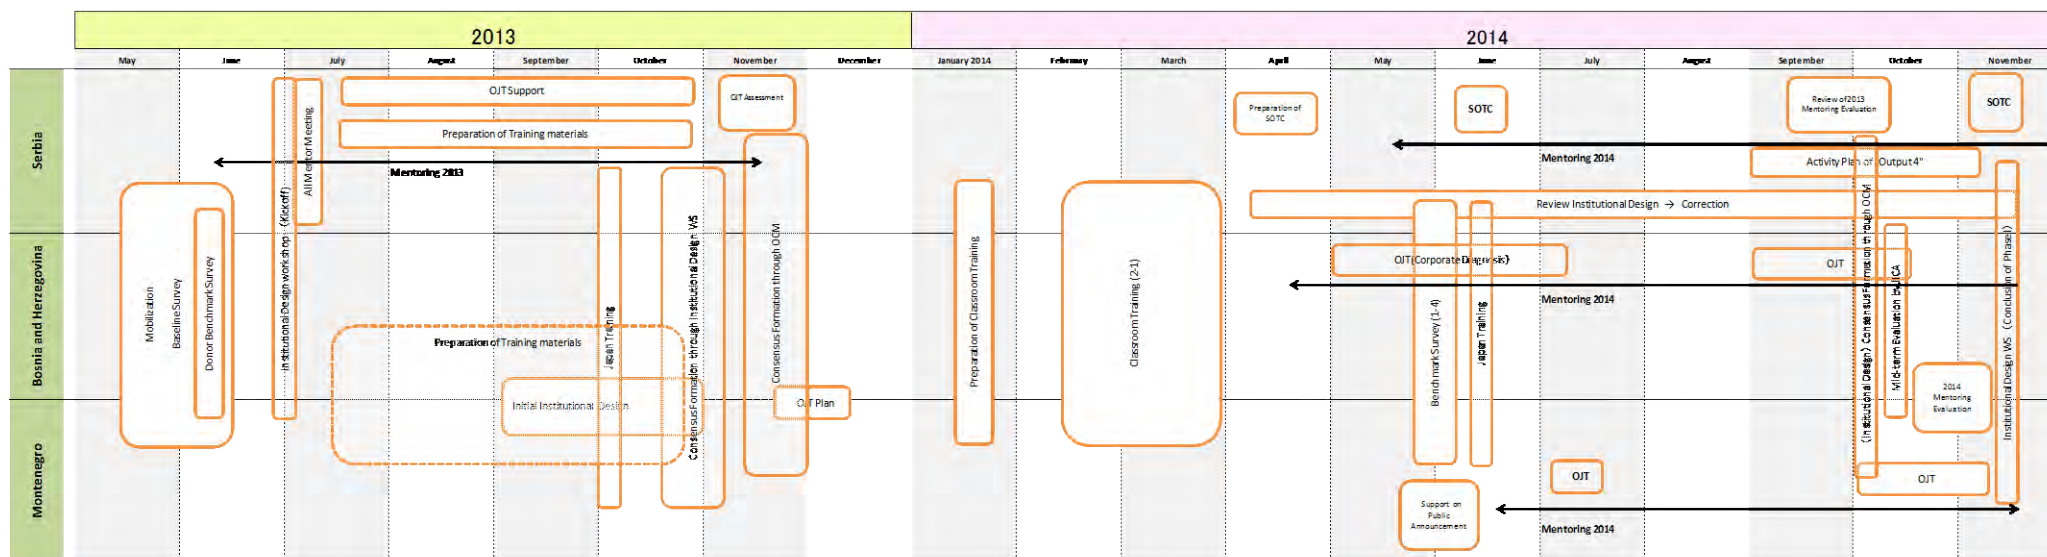 2013
2014
May
June
July
August
September
October
November
December
January 2014
February
March
April
May
June
July
August
September
October
November
Serbia
Bosnia and Herzegovina
Montenegro
Mobilization
Baseline Survey
Donor Benchmark Survey
Institutional Design workshop (Kickoff)
All Mentor Meeting
OJT Support
Preparation of Training materials
Mentoring 2013
Preparation of Training materials
Initial Institutional Design
Japan Training
Consensus Formation through Institutional Design WS
OJT Assessment
Consensus Formation through OCM
OJT Plan
Preparation of Classroom Training
Classroom Training (2-1)
Preparation of
SOTC
SOTC
Review of 2013
Mentoring Evaluation
SOTC
Mentoring 2014
Activity Plan of "Output 4"
Review Institutional Design → Correction
OJT (Corporate Diagnosis)
OJT
Mentoring 2014
Benchmark Survey (1-4)
Japan Training
(Institutional Design) Consensus Formation through OCM
Mid-term Evaluation by JICA
2014
Mentoring
Evaluation
Institutional Design WS (Conclusion of Phase I)
OJT
OJT
Support on
Public
Announcement
Mentoring 2014